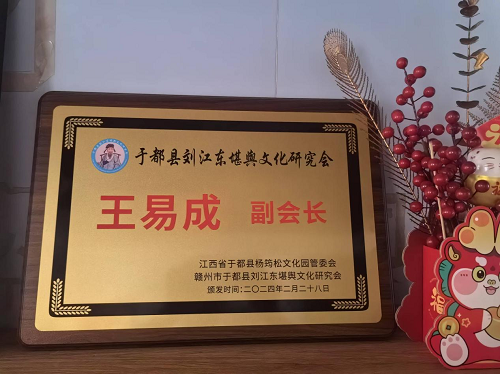 于都县刘江东堪舆文化研究会
王易成 副会长
江西省于都县杨筠松文化园管委会
赣州市于都县刘江东堪舆文化研究会
颁发时间:二〇二四年二月二十八日
福